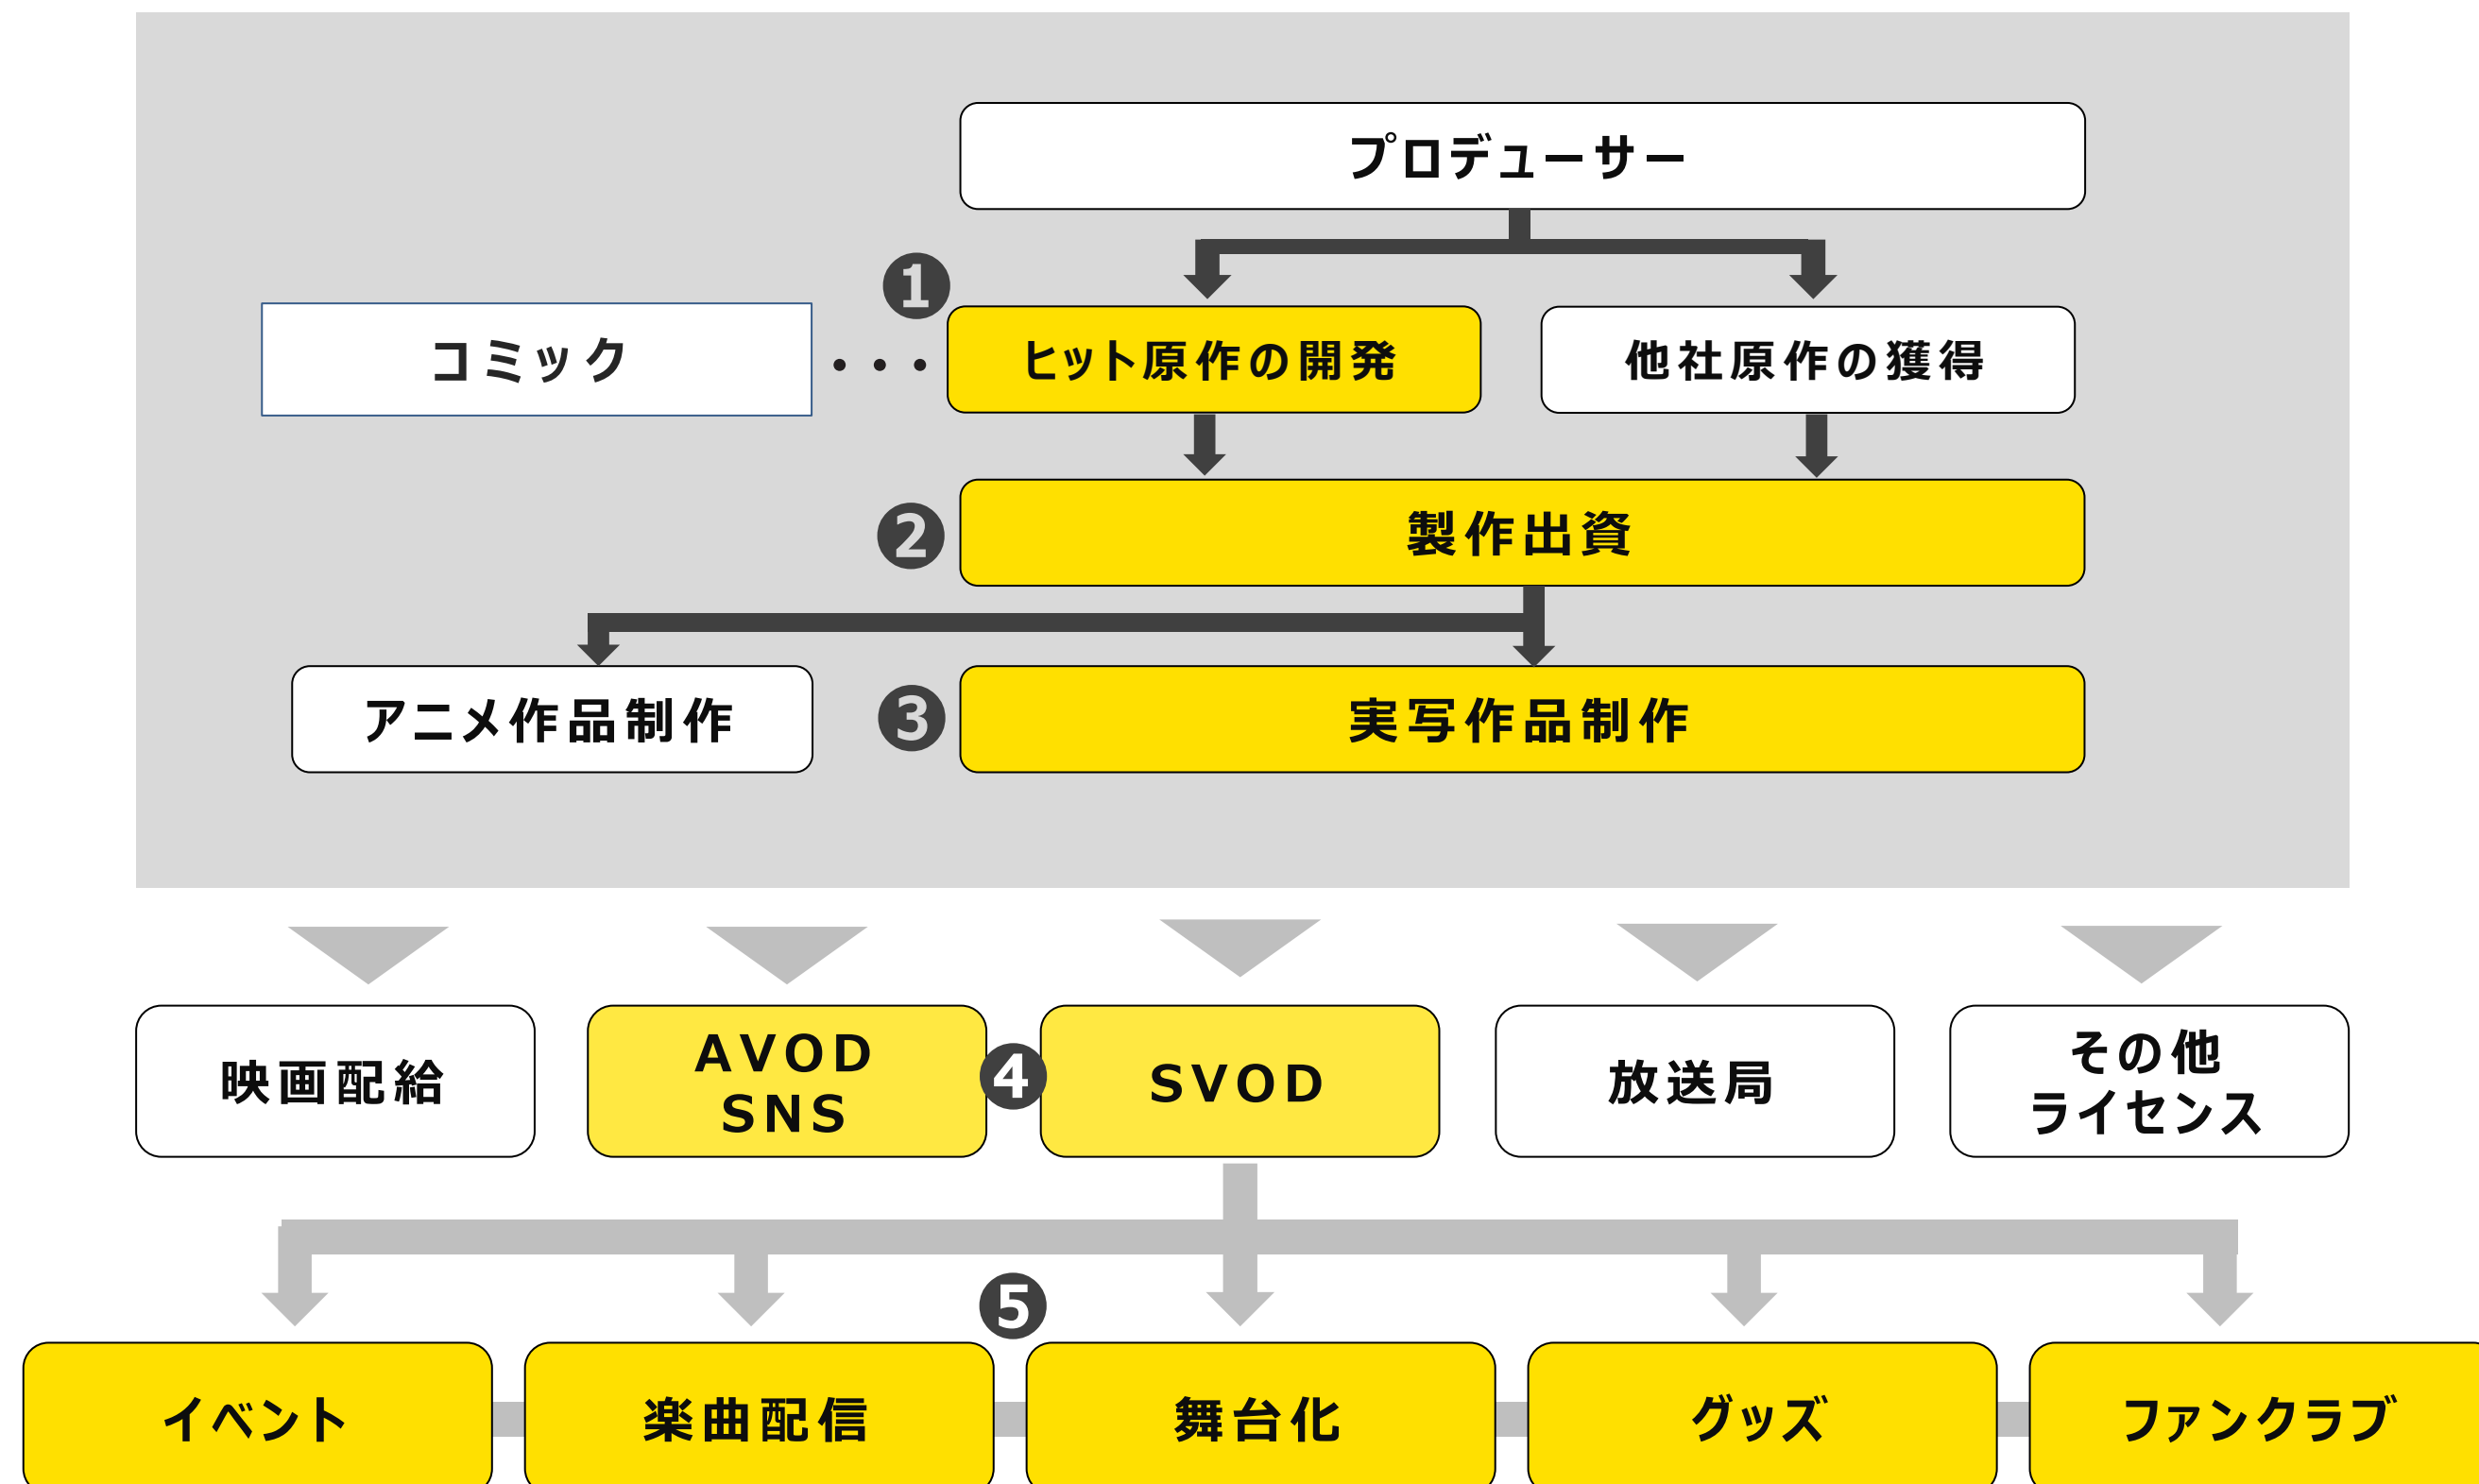 プロデューサー
❶
コミック
・・・
ヒット原作の開発
他社原作の獲得
❷
製作出資
アニメ作品制作
❸
実写作品制作
映画配給
AVOD
SNS
❹
SVOD
放送局
その他
ライセンス
❺
イベント
楽曲配信
舞台化
グッズ
ファンクラブ